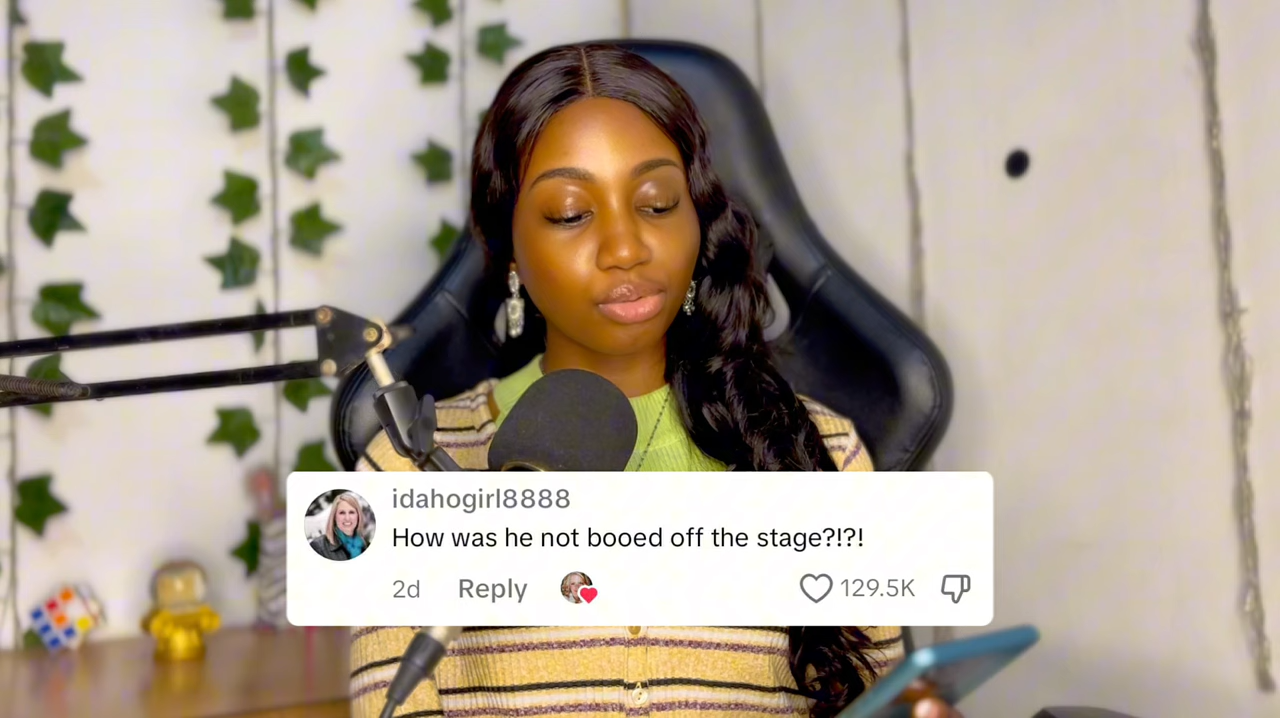 idahogirl8888
How was he not booed off the stage?!?!
2d Reply 129.5K